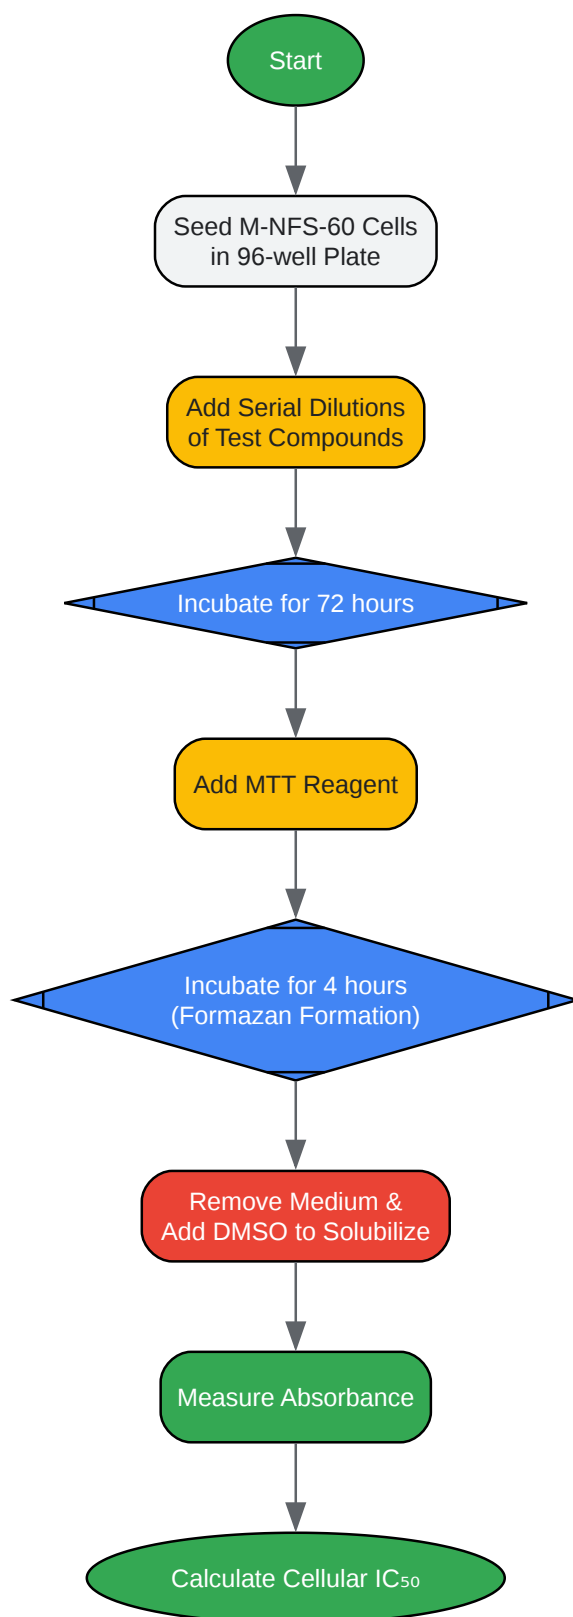 Start
Seed M-NFS-60 Cells
in 96-well Plate
Add Serial Dilutions
of Test Compounds
Incubate for 72 hours
Add MTT Reagent
Incubate for 4 hours
(Formazan Formation)
Remove Medium &
Add DMSO to Solubilize
Measure Absorbance
Calculate Cellular IC₅₀